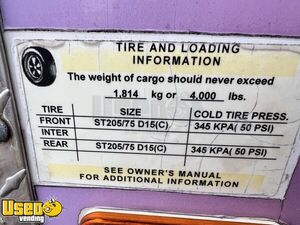 TIRE AND LOADING
INFORMATION
The weight of cargo should never exceed
1,814 kg or 4,000 lbs.
TIRE SIZE COLD TIRE PRESS.
FRONT ST205/75 D15(C) 345 KPA( 50 PSI)
INTER
REAR ST205/75 D15(C) 345 KPA( 50 PSI)
SEE OWNER'S MANUAL
FOR ADDITIONAL INFORMATION
Used
vending